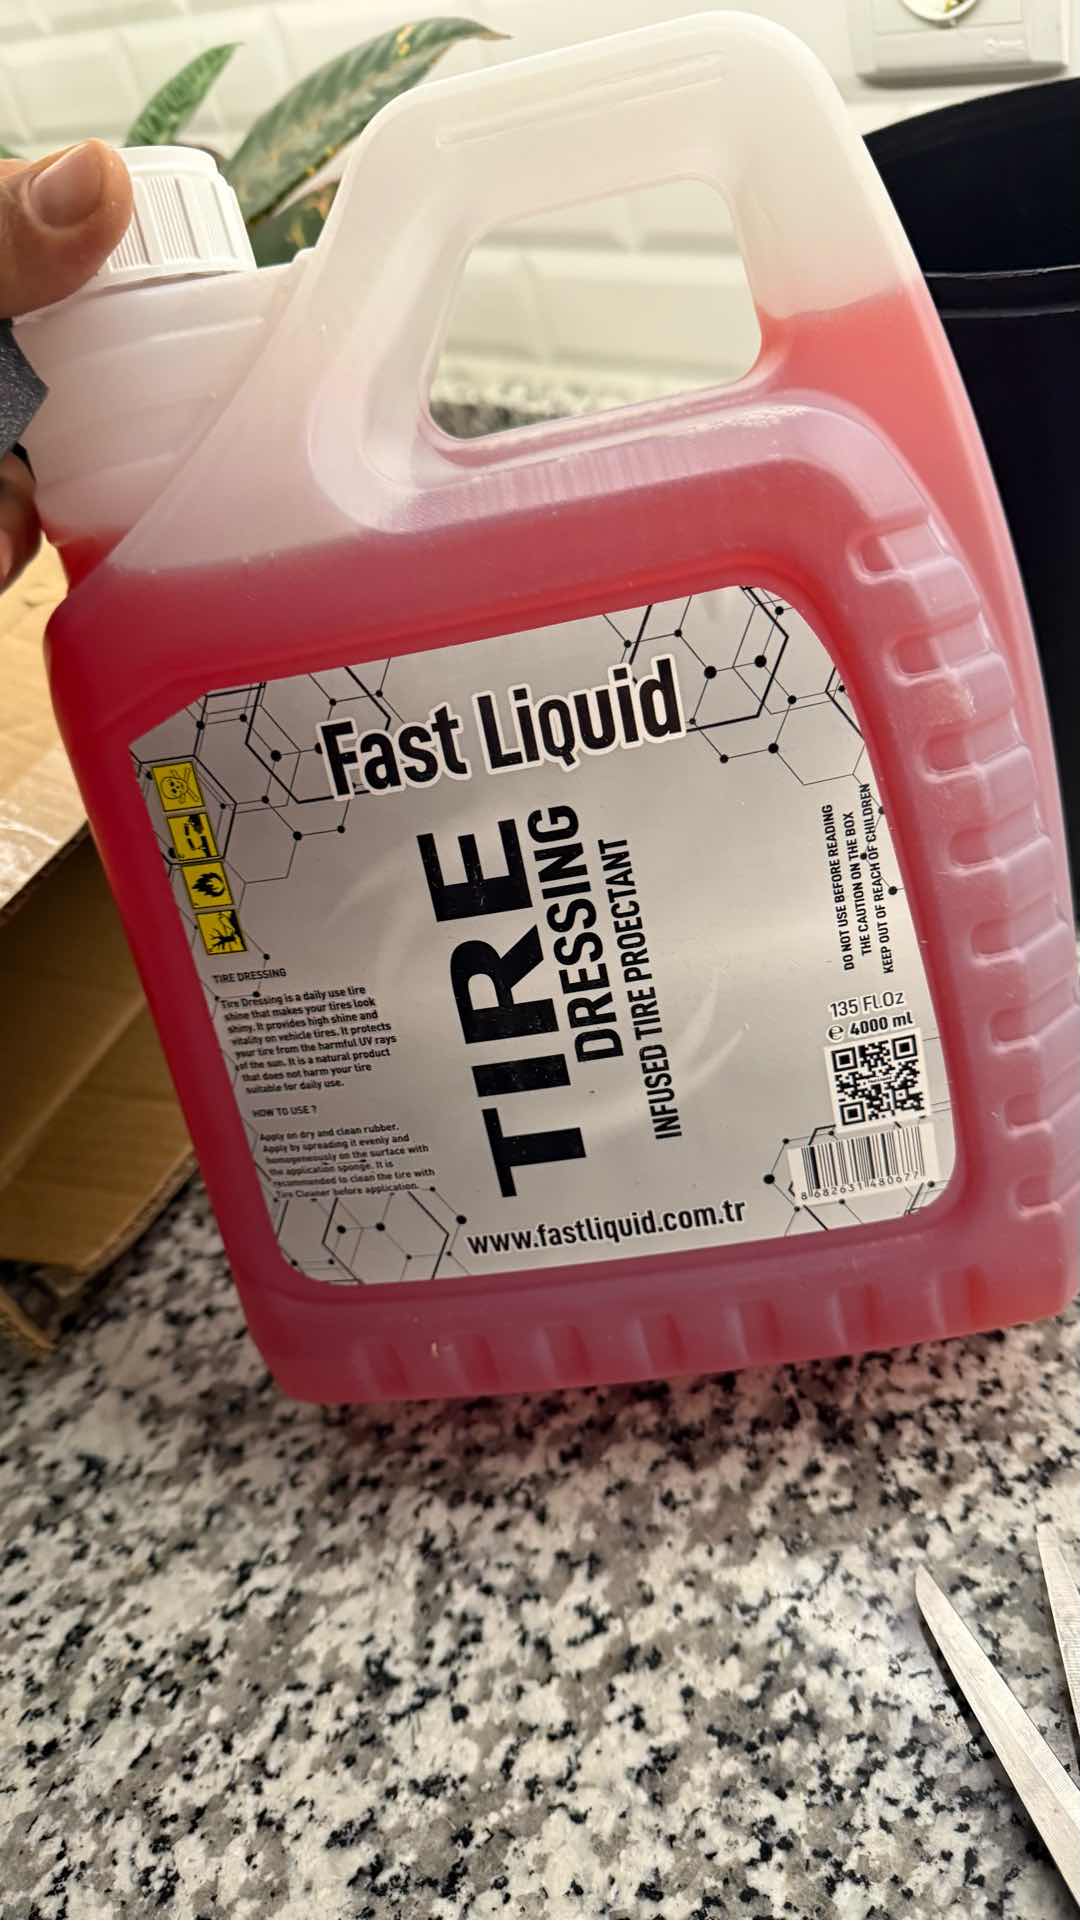 Fast Liquid
TIRE
DRESSING
INFUSED TIRE PROECTANT
TIRE DRESSING
Tire Dressing is a daily use tire
shine that makes your tires look
shiny. It provides high shine and
vitality on vehicle tires. It protects
your tire from the harmful UV rays
of the sun. It is a natural product
that does not harm your tire
suitable for daily use.
HOW TO USE ?
Apply on dry and clean rubber.
Apply by spreading it evenly and
homogeneously on the surface with
the application sponge. It is
recommended to clean the tire with
Tire Cleaner before application.
DO NOT USE BEFORE READING
THE CAUTION ON THE BOX
KEEP OUT OF REACH OF CHILDREN
135 Fl.Oz
e 4000 ml
8682631480677
www.fastliquid.com.tr